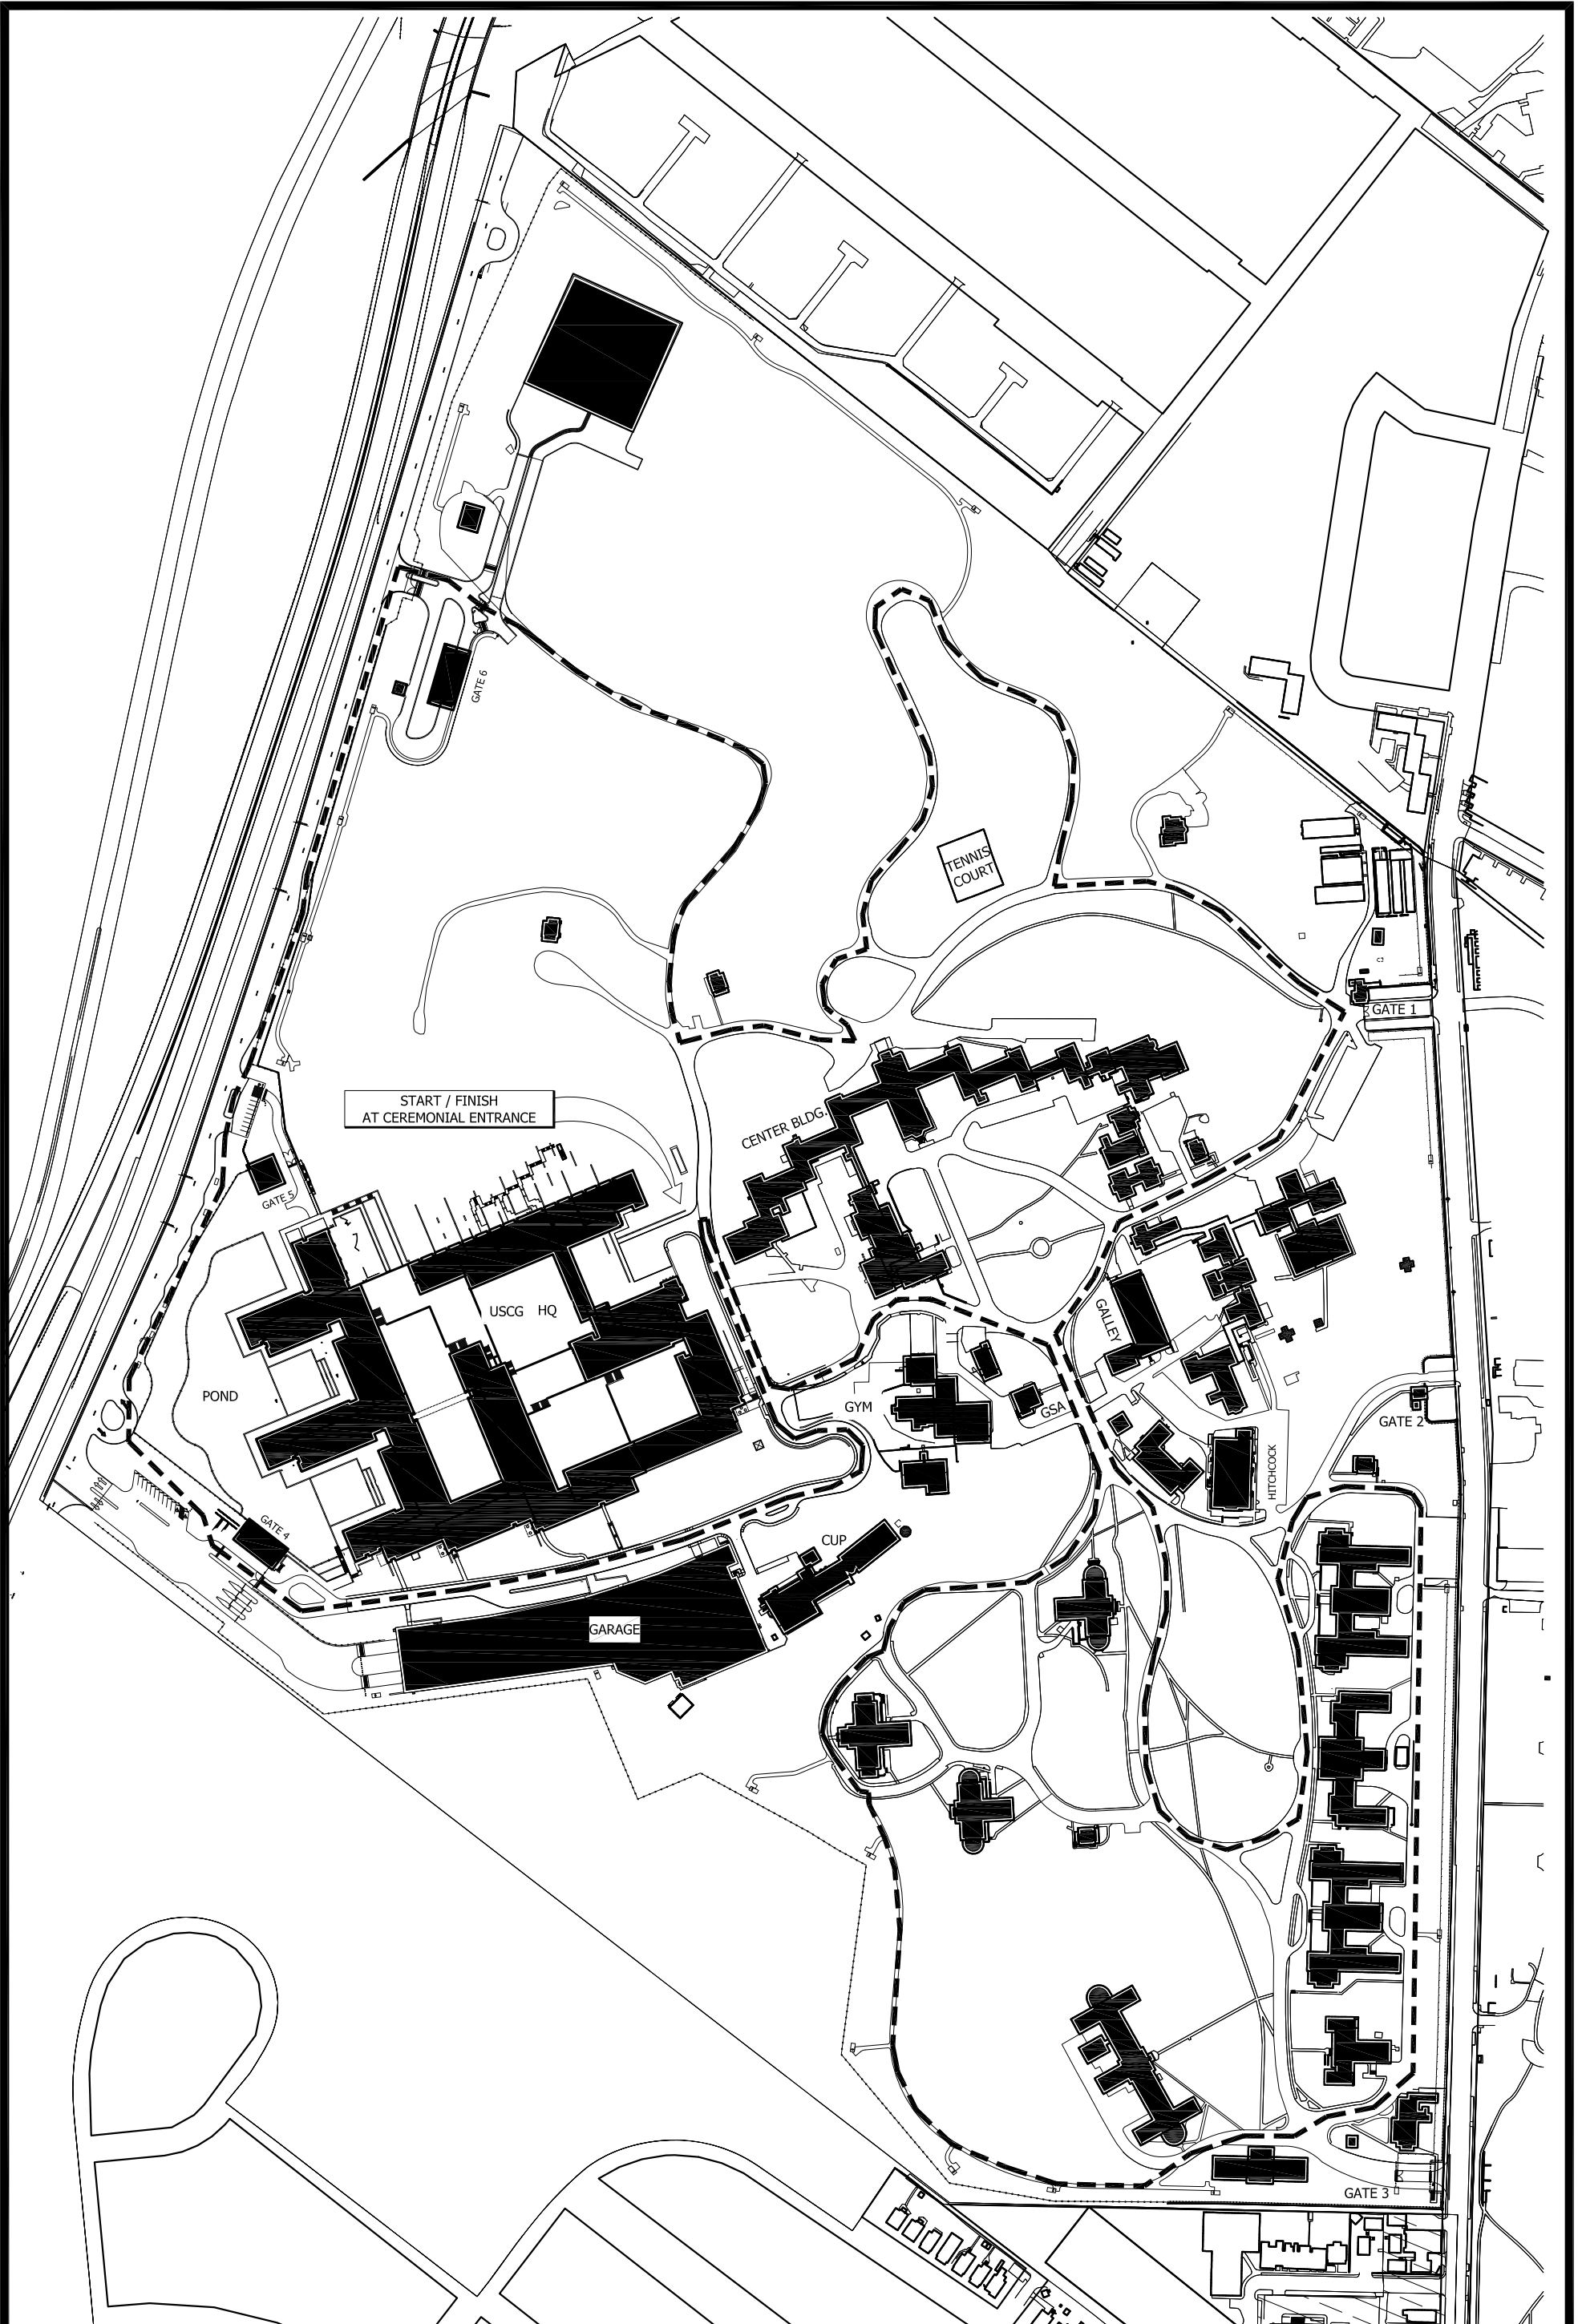 GATE 6
TENNIS
COURT
GATE 1
START / FINISH
AT CEREMONIAL ENTRANCE
CENTER BLDG.
GATE 5
USCG HQ
GALLEY
POND
GYM
GSA
GATE 2
HITCHCOCK
GATE 4
CUP
GARAGE
GATE 3